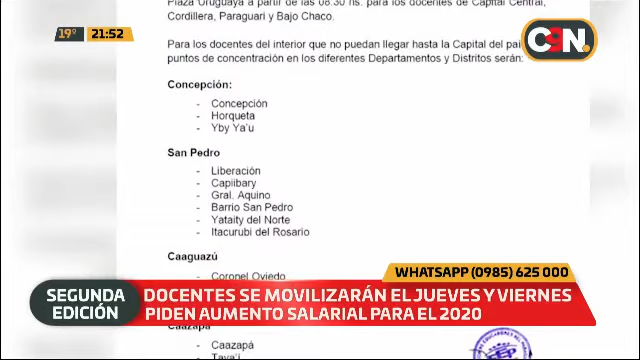 Plaza Uruguaya a partir de las 08:30 hs. para los docentes de Capital Central,
Cordillera, Paraguari y Bajo Chaco.
19° 21:52
C9N.
Para los docentes del interior que no puedan llegar hasta la Capital del país
puntos de concentración en los diferentes Departamentos y Distritos serán:
Concepción:
- Concepción
- Horqueta
- Yby Ya´u
San Pedro
- Liberación
- Capiibary
- Gral. Aquino
- Barrio San Pedro
- Yataity del Norte
- Itacurubi del Rosario
Caaguazú
- Coronel Oviedo
WHATSAPP (0985) 625 000
SEGUNDA EDICIÓN
DOCENTES SE MOVILIZARÁN EL JUEVES Y VIERNES
PIDEN AUMENTO SALARIAL PARA EL 2020
Caazapá
- Caazapá
- Tava'i